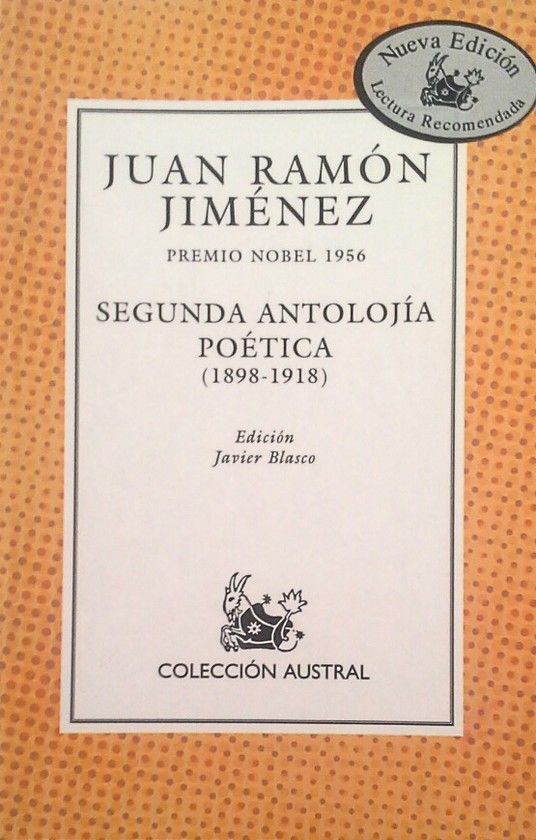 Nueva Edición
Lectura Recomendada
JUAN RAMÓN
JIMÉNEZ
PREMIO NOBEL 1956
SEGUNDA ANTOLOJÍA
POÉTICA
(1898-1918)
Edición
Javier Blasco
COLECCIÓN AUSTRAL